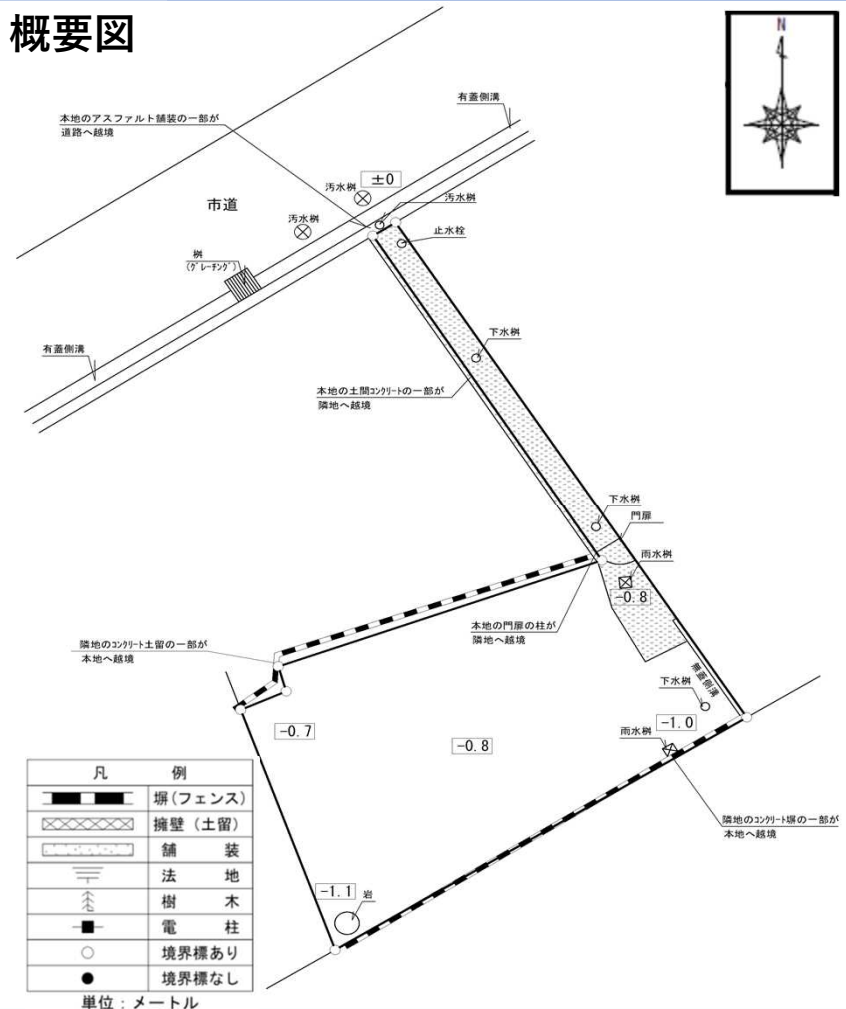 概要図
N
有蓋側溝
本地のアスファルト舗装の一部が
道路へ越境
±0
汚水桝
汚水桝
市道
汚水桝
止水栓
桝
(グレーチング)
下水桝
有蓋側溝
本地の土間コンクリートの一部が
隣地へ越境
下水桝
門扉
雨水桝
-0.8
本地の門扉の柱が
隣地へ越境
隣地のコンクリート土留の一部が
本地へ越境
無蓋側溝
下水桝
-1.0
-0.7
-0.8
雨水桝
隣地のコンクリート塀の一部が
本地へ越境
-1.1
岩
凡 例
塀(フェンス)
擁壁(土留)
舗 装
法 地
樹 木
電 柱
境界標あり
境界標なし
単位:メートル